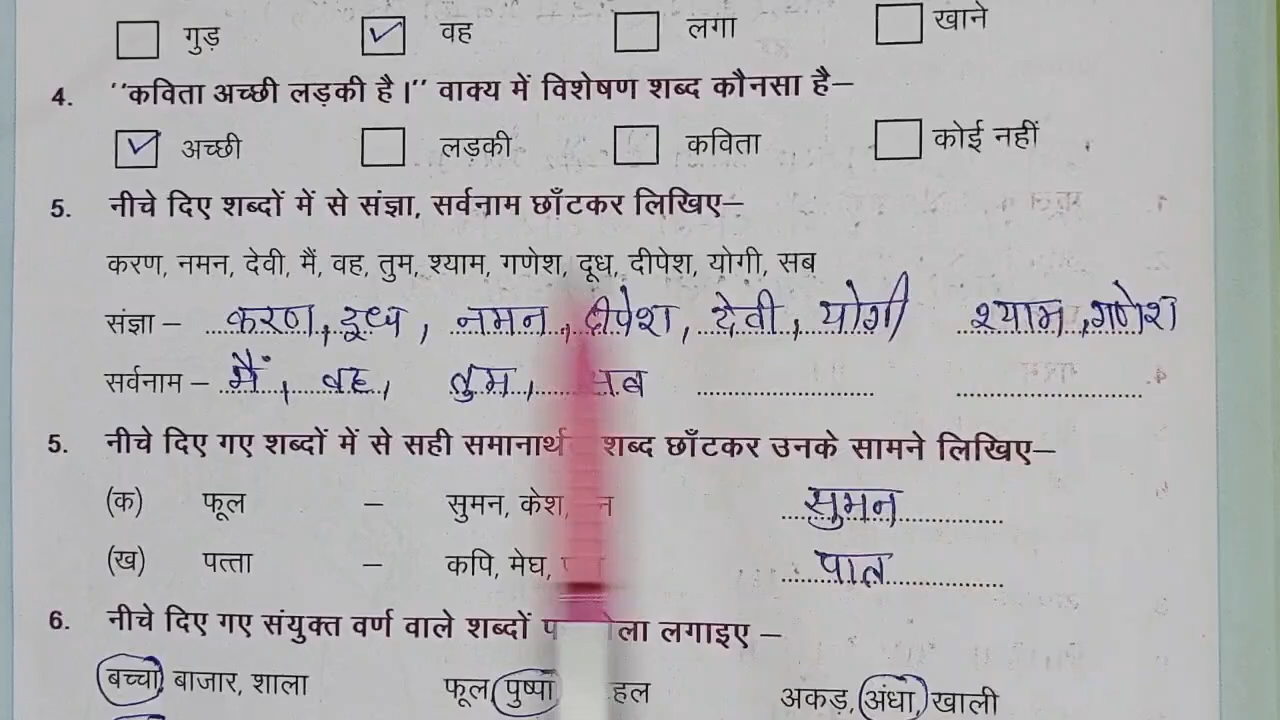 गुड़ वह लगा खाने
4. "कविता अच्छी लड़की है।" वाक्य में विशेषण शब्द कौनसा है–
अच्छी लड़की कविता कोई नहीं
5. नीचे दिए शब्दों में से संज्ञा, सर्वनाम छाँटकर लिखिए–
करण, नमन, देवी, मैं, वह, तुम, श्याम, गणेश, दूध, दीपेश, योगी, सब
संज्ञा – करण, दूध, नमन, दीपेश, देवी, योगी श्याम, गणेश
सर्वनाम – मैं, वह, तुम, सब
5. नीचे दिए गए शब्दों में से सही समानार्थ शब्द छाँटकर उनके सामने लिखिए–
(क) फूल – सुमन, केश, सुमन
(ख) पत्ता – कपि, मेघ, पात
6. नीचे दिए गए संयुक्त वर्ण वाले शब्दों लगाइए –
बच्चा, बाजार, शाला फूल, पुष्पा अकड़, अंधा, खाली